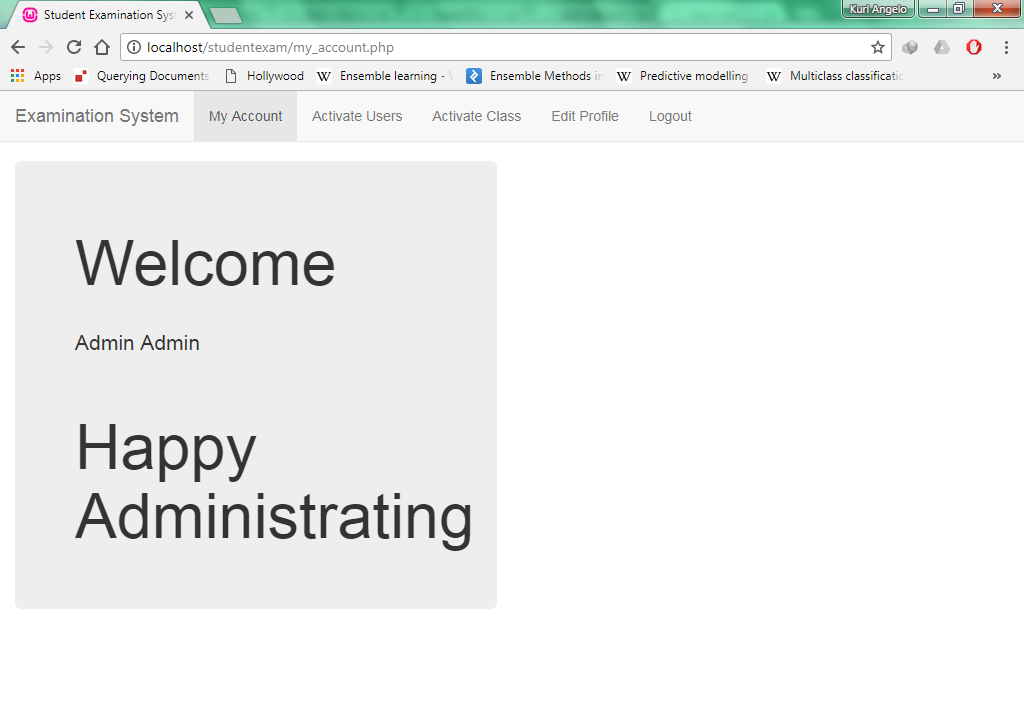 Student Examination Sys
Kuri Angelo
localhost/studentexam/my_account.php
Apps Querying Documents Hollywood W Ensemble learning - Ensemble Methods in W Predictive modelling W Multiclass classificatio »
Examination System My Account Activate Users Activate Class Edit Profile Logout
Welcome
Admin Admin
Happy
Administrating